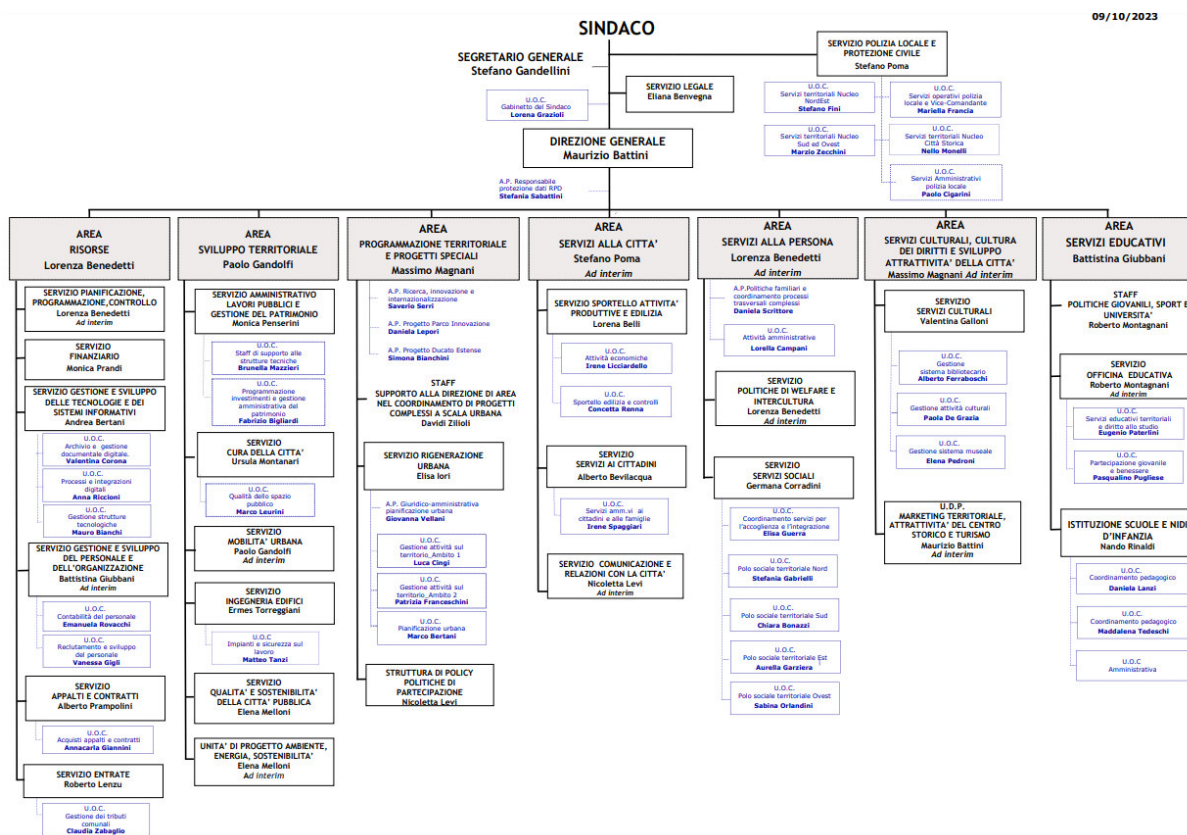 09/10/2023
SINDACO
SEGRETARIO GENERALE
Stefano Gandellini
SERVIZIO POLIZIA LOCALE E
PROTEZIONE CIVILE
Stefano Poma
SERVIZIO LEGALE
Eliana Benvegna
U.O.C.
Gabinetto del Sindaco
Lorena Grazioli
U.O.C.
Servizi territoriali Nucleo
NordEst
Stefano Fini
U.O.C.
Servizi operativi polizia
locale e Vice-Comandante
Mariella Francia
U.O.C.
Servizi territoriali Nucleo
Sud ed Ovest
Marzio Zecchini
U.O.C.
Servizi territoriali Nucleo
Città Storica
Nello Monelli
U.O.C.
Servizi Amministrativi
polizia locale
Paolo Cigarini
DIREZIONE GENERALE
Maurizio Battini
A.P. Responsabile
protezione dati RPD
Stefania Sabattini
AREA
RISORSE
Lorenza Benedetti
SERVIZIO PIANIFICAZIONE,
PROGRAMMAZIONE,CONTROLLO
Lorenza Benedetti
Ad interim
SERVIZIO
FINANZIARIO
Monica Prandi
SERVIZIO GESTIONE E SVILUPPO
DELLE TECNOLOGIE E DEI
SISTEMI INFORMATIVI
Andrea Bertani
U.O.C.
Archivio e gestione
documentale digitale.
Valentina Corona
U.O.C.
Processi e integrazioni
digitali
Anna Riccioni
U.O.C.
Gestione strutture
tecnologiche
Mauro Bianchi
SERVIZIO GESTIONE E SVILUPPO
DEL PERSONALE E
DELL'ORGANIZZAZIONE
Battistina Giubbani
Ad interim
U.O.C.
Contabilità del personale
Emanuela Rovacchi
U.O.C.
Reclutamento e sviluppo
del personale
Vanessa Gigli
SERVIZIO
APPALTI E CONTRATTI
Alberto Prampolini
U.O.C.
Acquisti appalti e contratti
Annacarla Giannini
SERVIZIO ENTRATE
Roberto Lenzu
U.O.C.
Gestione dei tributi
comunali
Claudia Zabaglio
AREA
SVILUPPO TERRITORIALE
Paolo Gandolfi
SERVIZIO AMMINISTRATIVO
LAVORI PUBBLICI E
GESTIONE DEL PATRIMONIO
Monica Penserini
U.O.C.
Staff di supporto alle
strutture tecniche
Brunella Mazzieri
U.O.C.
Programmazione
investimenti e gestione
amministrativa del
patrimonio
Fabrizio Bigliardi
SERVIZIO
CURA DELLA CITTA'
Ursula Montanari
U.O.C.
Qualità dello spazio
pubblico
Marco Leurini
SERVIZIO
MOBILITA' URBANA
Paolo Gandolfi
Ad interim
SERVIZIO
INGEGNERIA EDIFICI
Ermes Torreggiani
U.O.C
Impianti e sicurezza sul
lavoro
Matteo Tanzi
SERVIZIO
QUALITA' E SOSTENIBILITA'
DELLA CITTA' PUBBLICA
Elena Melloni
UNITA' DI PROGETTO AMBIENTE,
ENERGIA, SOSTENIBILITA'
Elena Melloni
Ad interim
AREA
PROGRAMMAZIONE TERRITORIALE
E PROGETTI SPECIALI
Massimo Magnani
A.P. Ricerca, innovazione e
internazionalizzazione
Saverio Serri
A.P. Progetto Parco Innovazione
Daniela Lepori
A.P. Progetto Ducato Estense
Simona Bianchini
STAFF
SUPPORTO ALLA DIREZIONE DI AREA
NEL COORDINAMENTO DI PROGETTI
COMPLESSI A SCALA URBANA
Davidi Zilioli
SERVIZIO RIGENERAZIONE
URBANA
Elisa Iori
A.P. Giuridico-amministrativa
pianificazione urbana
Giovanna Vellani
U.O.C.
Gestione attività sul
territorio_Ambito 1
Luca Cingi
U.O.C.
Gestione attività sul
territorio_Ambito 2
Patrizia Franceschini
U.O.C.
Pianificazione urbana
Marco Bertani
STRUTTURA DI POLICY
POLITICHE DI
PARTECIPAZIONE
Nicoletta Levi
AREA
SERVIZI ALLA CITTA'
Stefano Poma
Ad interim
SERVIZIO SPORTELLO ATTIVITA'
PRODUTTIVE E EDILIZIA
Lorena Belli
U.O.C.
Attività economiche
Irene Licciardello
U.O.C.
Sportello edilizia e controlli
Concetta Renna
SERVIZIO
SERVIZI AI CITTADINI
Alberto Bevilacqua
U.O.C.
Servizi amm.vi ai
cittadini e alle famiglie
Irene Spaggiari
SERVIZIO COMUNICAZIONE E
RELAZIONI CON LA CITTA'
Nicoletta Levi
Ad interim
AREA
SERVIZI ALLA PERSONA
Lorenza Benedetti
Ad interim
A.P.Politiche familiari e
coordinamento processi
trasversali complessi
Daniela Scrittore
U.O.C.
Attività amministrative
Lorella Campani
SERVIZIO
POLITICHE DI WELFARE E
INTERCULTURA
Lorenza Benedetti
Ad interim
SERVIZIO
SERVIZI SOCIALI
Germana Corradini
U.O.C.
Coordinamento servizi per
l'accoglienza e l'integrazione
Elisa Guerra
U.O.C.
Polo sociale territoriale Nord
Stefania Gabrielli
U.O.C.
Polo sociale territoriale Sud
Chiara Bonazzi
U.O.C.
Polo sociale territoriale Est
Aurelia Garziera
U.O.C.
Polo sociale territoriale Ovest
Sabina Orlandini
AREA
SERVIZI CULTURALI, CULTURA
DEI DIRITTI E SVILUPPO
ATTRATTIVITA' DELLA CITTA'
Massimo Magnani Ad interim
SERVIZIO
SERVIZI CULTURALI
Valentina Galloni
U.O.C.
Gestione
sistema bibliotecario
Alberto Ferraboschi
U.O.C.
Gestione attività culturali
Paola De Grazia
U.O.C.
Gestione sistema museale
Elena Pedroni
U.D.P.
MARKETING TERRITORIALE,
ATTRATTIVITA' DEL CENTRO
STORICO E TURISMO
Maurizio Battini
Ad interim
AREA
SERVIZI EDUCATIVI
Battistina Giubbani
STAFF
POLITICHE GIOVANILI, SPORT E
UNIVERSITA'
Roberto Montagnani
SERVIZIO
OFFICINA EDUCATIVA
Roberto Montagnani
Ad interim
U.O.C.
Servizi educativi territoriali
e diritto allo studio
Eugenio Paterlini
U.O.C.
Partecipazione giovanile
e benessere
Pasqualino Pugliese
ISTITUZIONE SCUOLE E NIDI
D'INFANZIA
Nando Rinaldi
U.O.C.
Coordinamento pedagogico
Daniela Lanzi
U.O.C.
Coordinamento pedagogico
Maddalena Tedeschi
U.O.C
Amministrativa